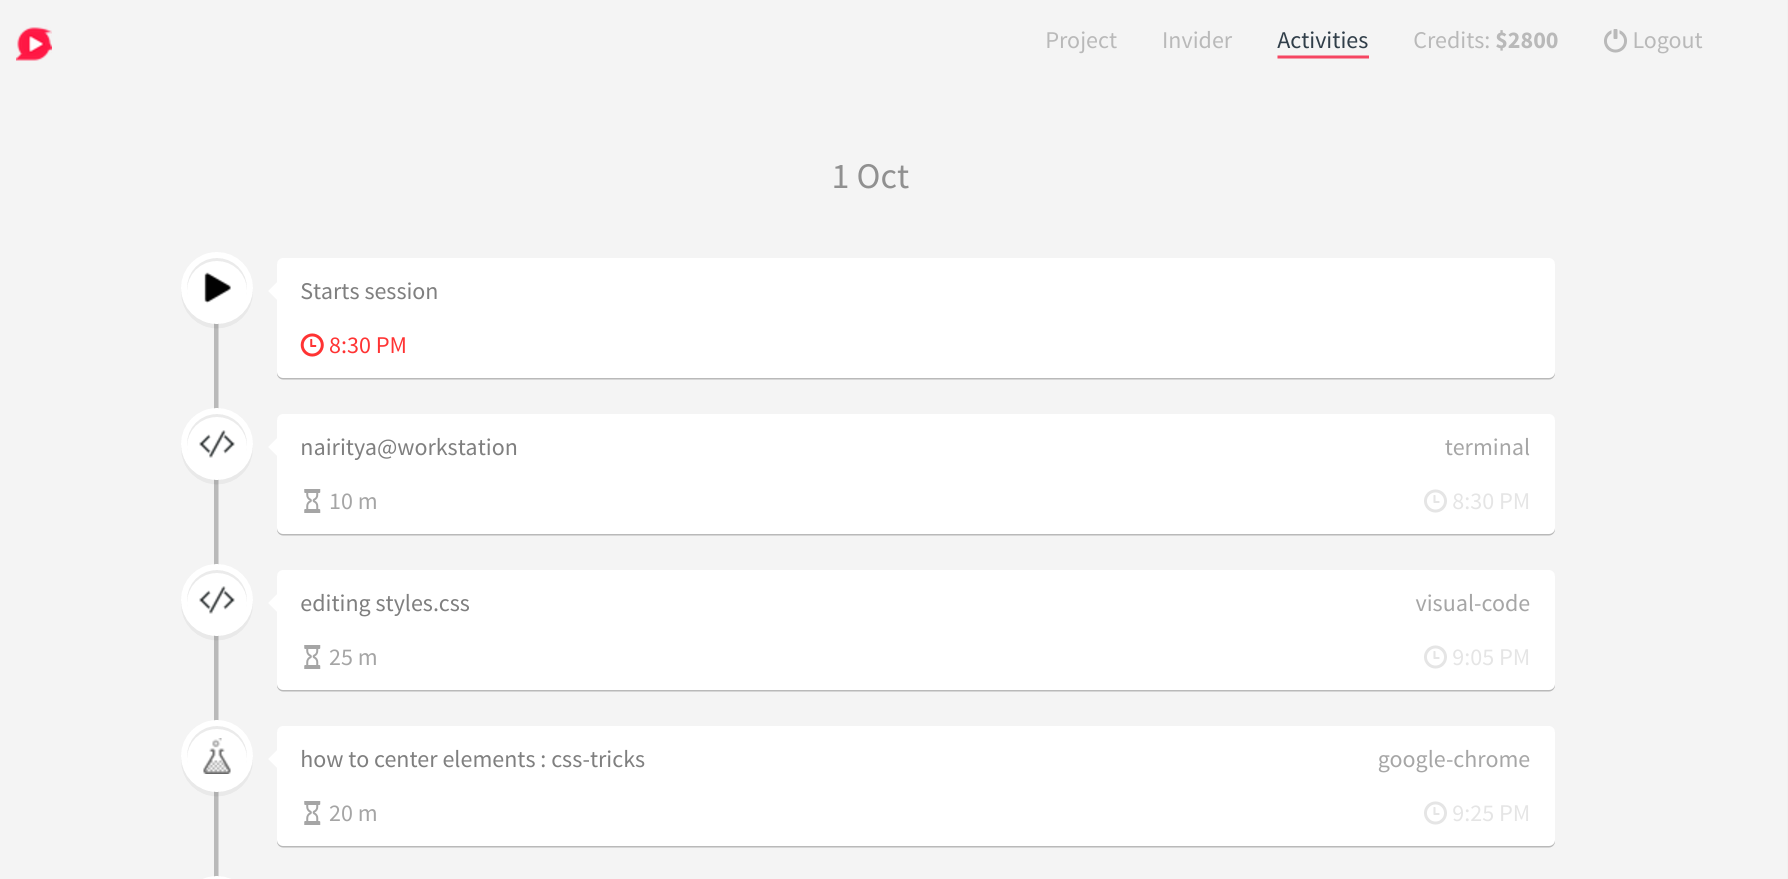 Project Invider Activities Credits: $2800 Logout
1 Oct
Starts session
8:30 PM
nairitya@workstation terminal
10 m 8:30 PM
editing styles.css visual-code
25 m 9:05 PM
how to center elements : css-tricks google-chrome
20 m 9:25 PM